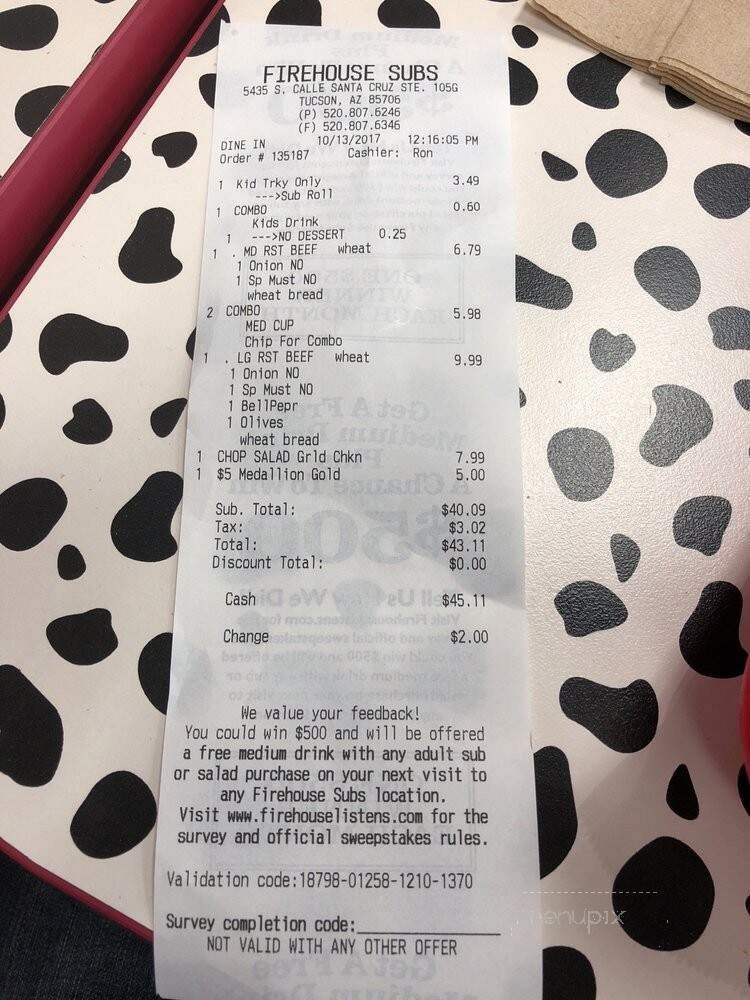 FIREHOUSE SUBS
5435 S. CALLE SANTA CRUZ STE. 105G
TUCSON, AZ 85706
(P) 520.807.6246
(F) 520.807.6346
DINE IN 10/13/2017 12:16:05 PM
Order # 135187 Cashier: Ron
1 Kid Trky Only 3.49
--->Sub Roll
1 COMBO 0.60
Kids Drink
1 --->NO DESSERT 0.25
1 . MD RST BEEF wheat 6.79
1 Onion NO
1 Sp Must NO
wheat bread
2 COMBO 5.98
MED CUP
Chip For Combo
1 . LG RST BEEF wheat 9.99
1 Onion NO
1 Sp Must NO
1 BellPepr
1 Olives
wheat bread
1 CHOP SALAD Grld Chkn 7.99
1 $5 Medallion Gold 5.00
Sub. Total: $40.09
Tax: $3.02
Total: $43.11
Discount Total: $0.00
Cash $45.11
Change $2.00
We value your feedback!
You could win $500 and will be offered
a free medium drink with any adult sub
or salad purchase on your next visit to
any Firehouse Subs location.
Visit www.firehouselistens.com for the
survey and official sweepstakes rules.
Validation code:18798-01258-1210-1370
Survey completion code:
NOT VALID WITH ANY OTHER OFFER
menupix